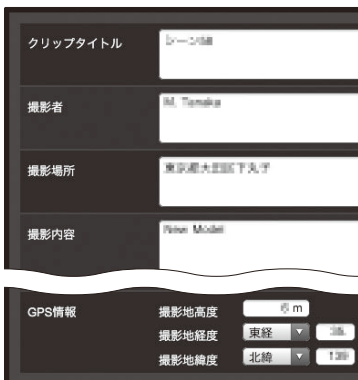 クリップタイトル
撮影者
M. Tanaka
撮影場所
東京都大田区下丸子
撮影内容
New Model
GPS情報
撮影地高度 6 m
撮影地経度 東経
撮影地緯度 北緯